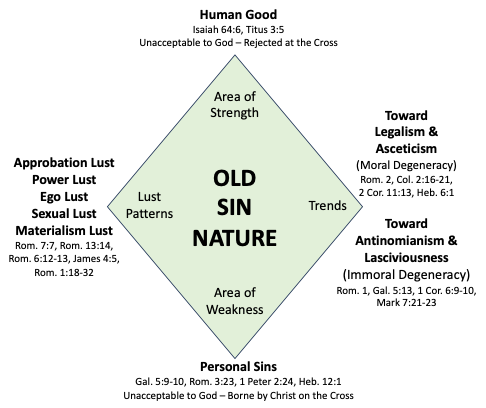 Human Good
Isaiah 64:6, Titus 3:5
Unacceptable to God – Rejected at the Cross
Area of
Strength
Approbation Lust
Power Lust
Ego Lust
Sexual Lust
Materialism Lust
Rom. 7:7, Rom. 13:14,
Rom. 6:12-13, James 4:5,
Rom. 1:18-32
Lust
Patterns
OLD
SIN
NATURE
Trends
Toward
Legalism &
Asceticism
(Moral Degeneracy)
Rom. 2, Col. 2:16-21,
2 Cor. 11:13, Heb. 6:1
Toward
Antinomianism &
Lasciviousness
(Immoral Degeneracy)
Rom. 1, Gal. 5:13, 1 Cor. 6:9-10,
Mark 7:21-23
Area of
Weakness
Personal Sins
Gal. 5:9-10, Rom. 3:23, 1 Peter 2:24, Heb. 12:1
Unacceptable to God – Borne by Christ on the Cross